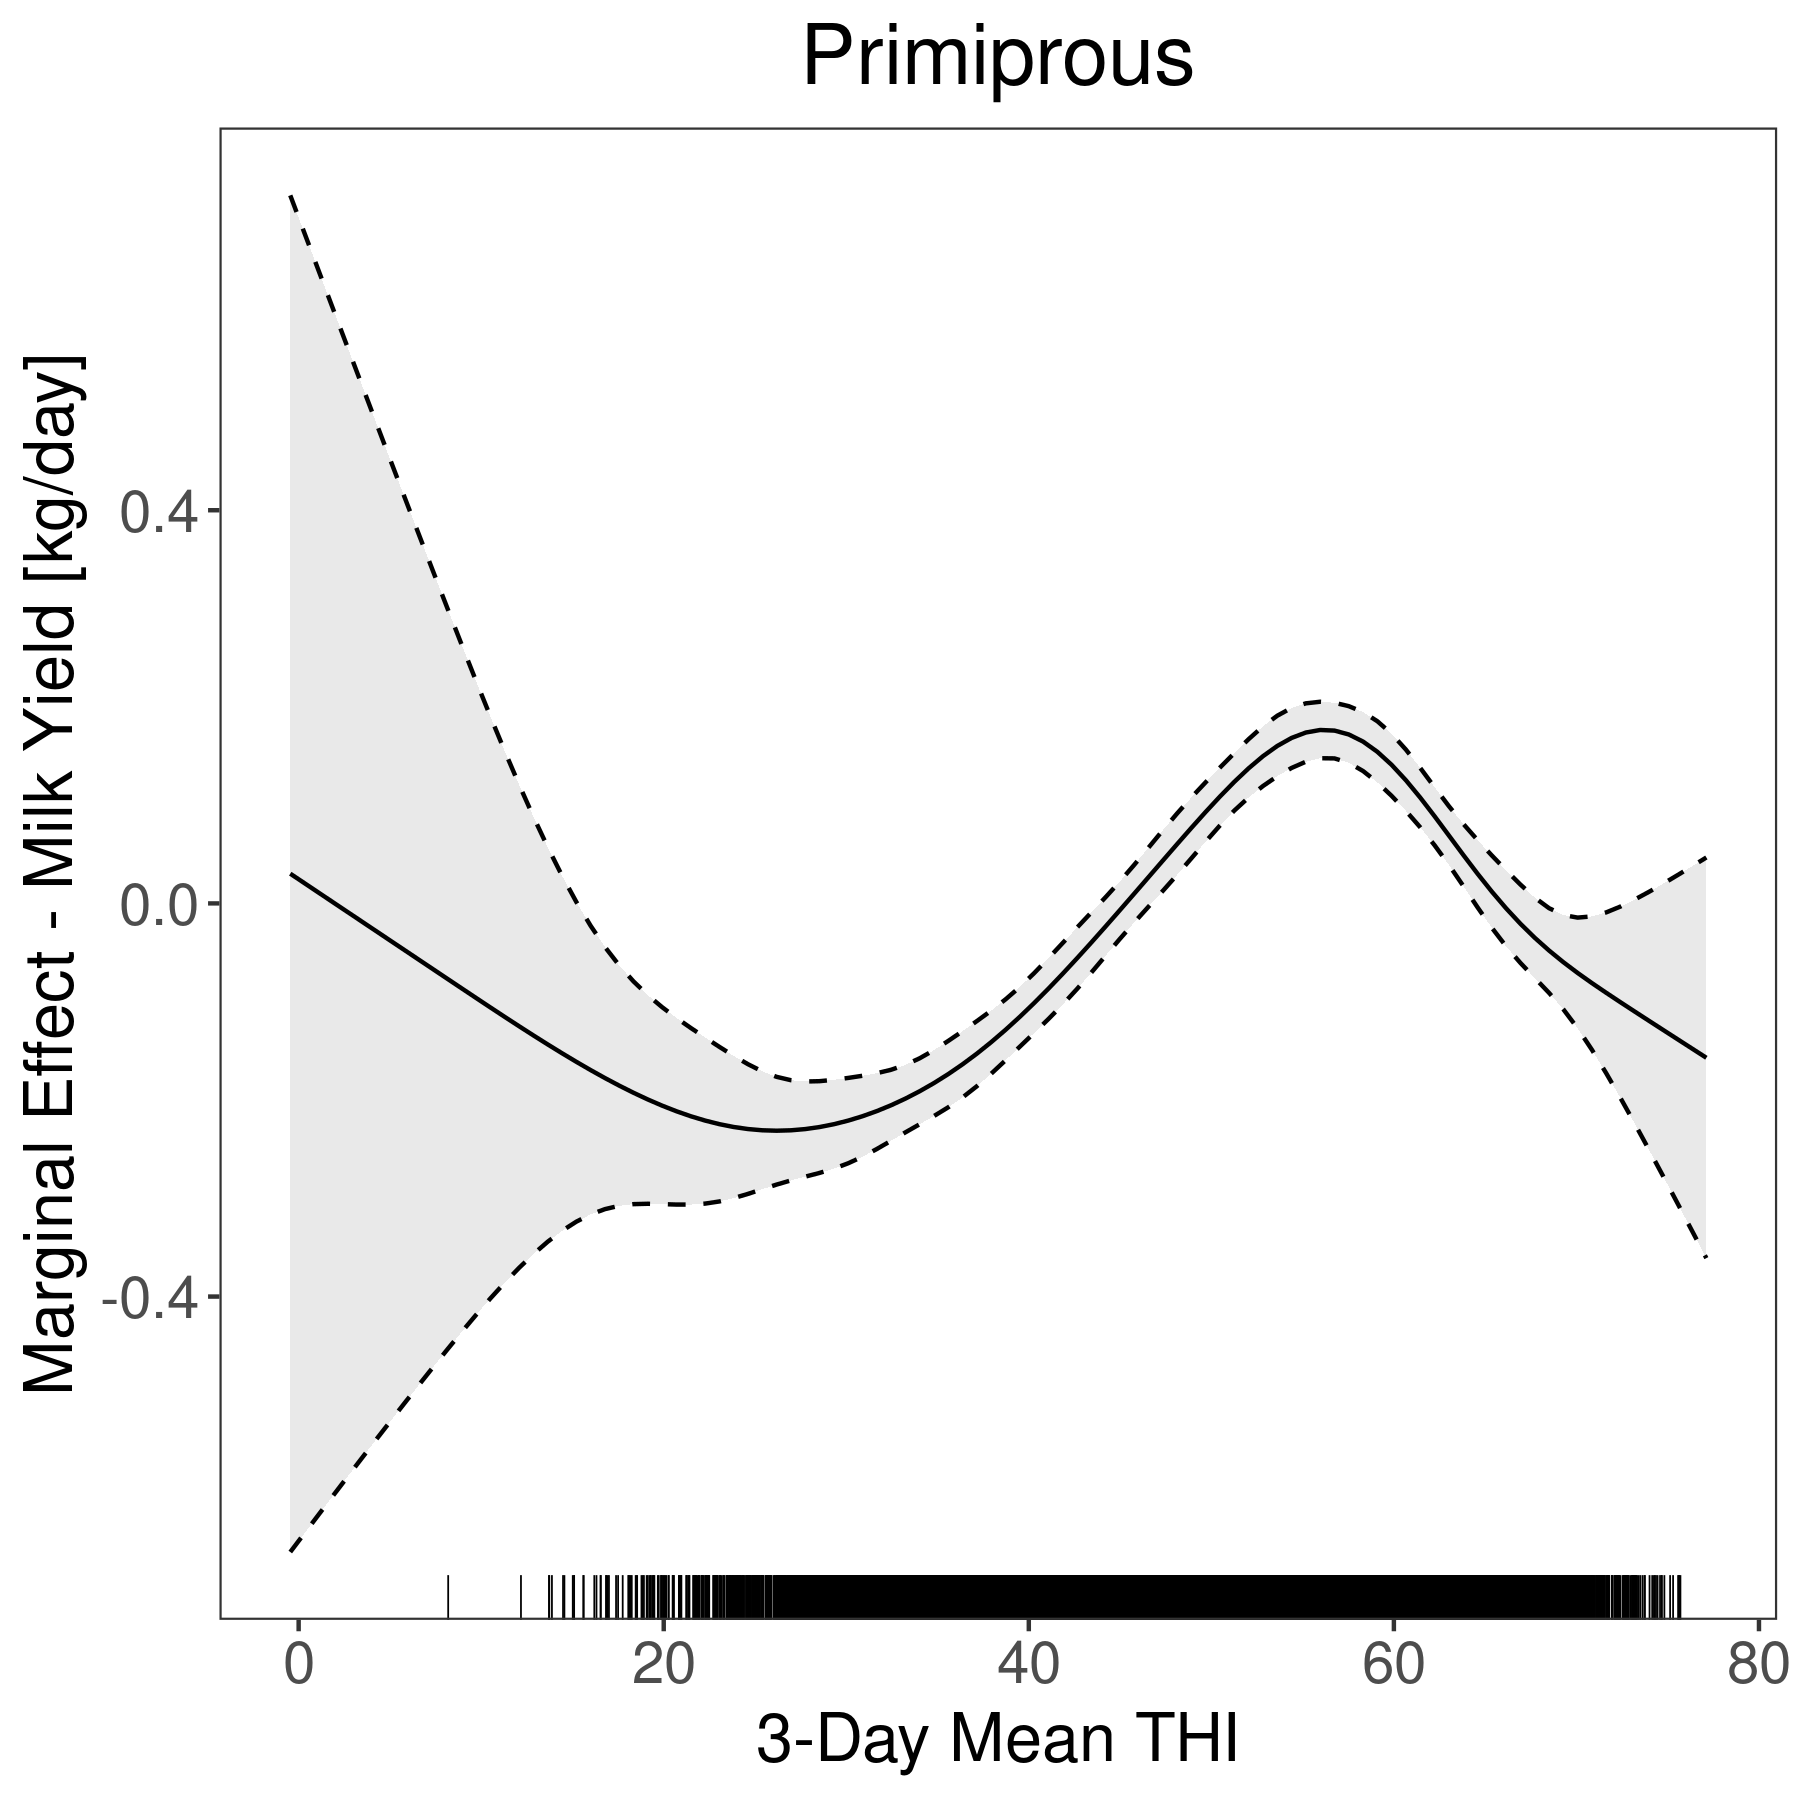 Primiprous
Marginal Effect - Milk Yield [kg/day]
0.4
0.0
-0.4
0 20 40 60 80
3-Day Mean THI